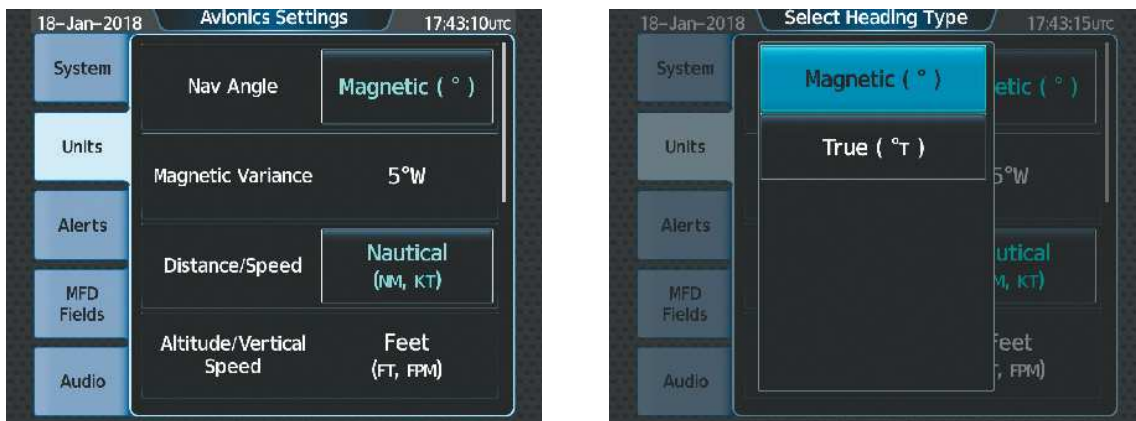 18-Jan-2018
Avionics Settings
17:43:10UTC
System
Units
Alerts
MFD
Fields
Audio
Nav Angle
Magnetic ( ° )
Magnetic Variance
5°W
Distance/Speed
Nautical
(NM, KT)
Altitude/Vertical
Speed
Feet
(FT, FPM)
18-Jan-2018
Select Heading Type
17:43:15UTC
System
Units
Alerts
MFD
Fields
Audio
Magnetic ( ° )
True ( °T )
etic ( ° )
5°W
utical
M, KT)
Feet
, FPM)